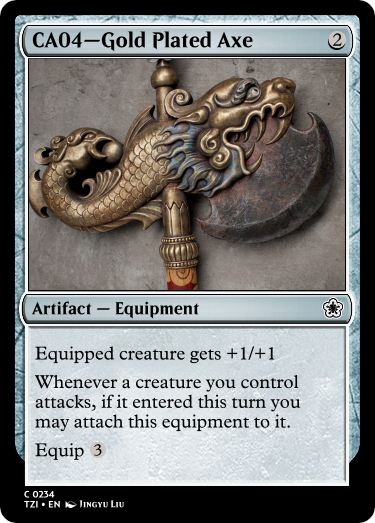 CA04—Gold Plated Axe 2
Artifact — Equipment
Equipped creature gets +1/+1
Whenever a creature you control
attacks, if it entered this turn you
may attach this equipment to it.
Equip 3
C 0234
TZI • EN Jingyu Liu